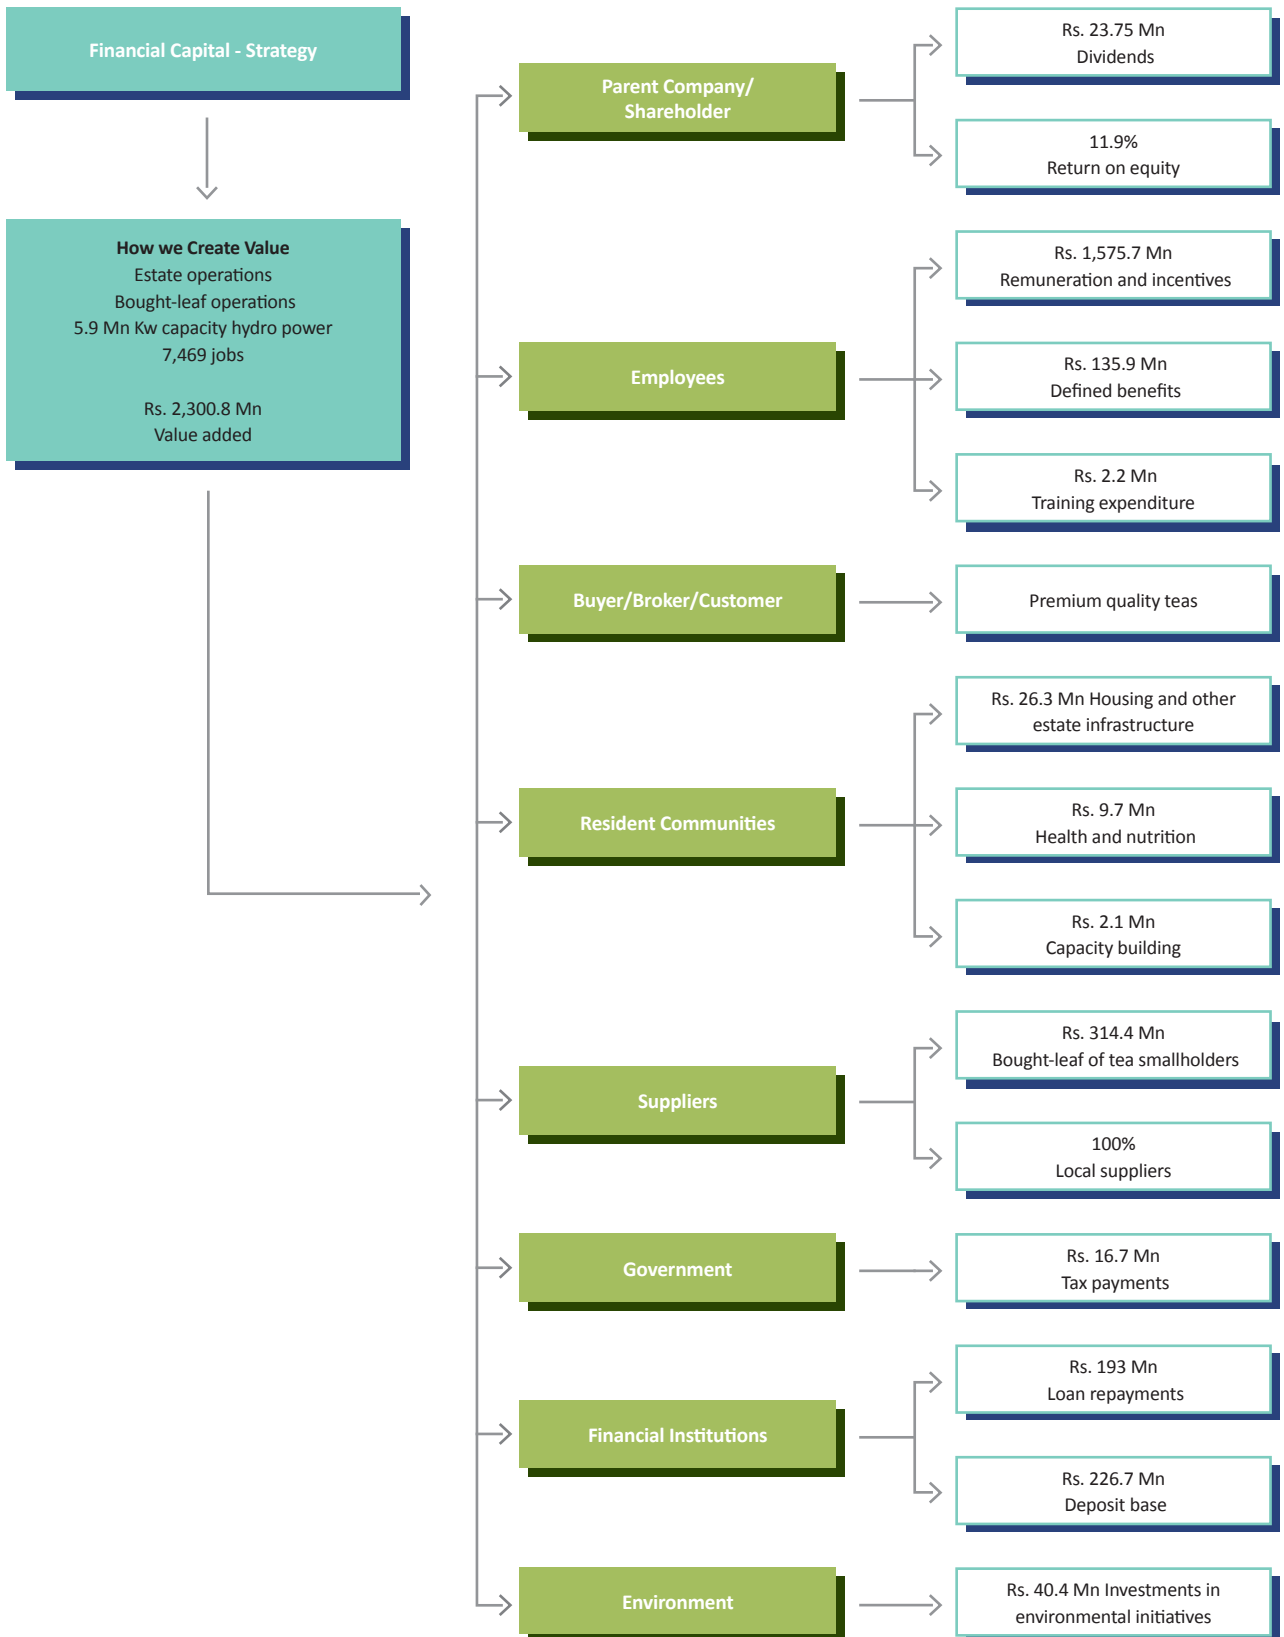 Financial Capital - Strategy
How we Create Value
Estate operations
Bought-leaf operations
5.9 Mn Kw capacity hydro power
7,469 jobs
Rs. 2,300.8 Mn
Value added
Parent Company/
Shareholder
Rs. 23.75 Mn
Dividends
11.9%
Return on equity
Employees
Rs. 1,575.7 Mn
Remuneration and incentives
Rs. 135.9 Mn
Defined benefits
Rs. 2.2 Mn
Training expenditure
Buyer/Broker/Customer
Premium quality teas
Resident Communities
Rs. 26.3 Mn Housing and other
estate infrastructure
Rs. 9.7 Mn
Health and nutrition
Rs. 2.1 Mn
Capacity building
Suppliers
Rs. 314.4 Mn
Bought-leaf of tea smallholders
100%
Local suppliers
Government
Rs. 16.7 Mn
Tax payments
Financial Institutions
Rs. 193 Mn
Loan repayments
Rs. 226.7 Mn
Deposit base
Environment
Rs. 40.4 Mn Investments in
environmental initiatives